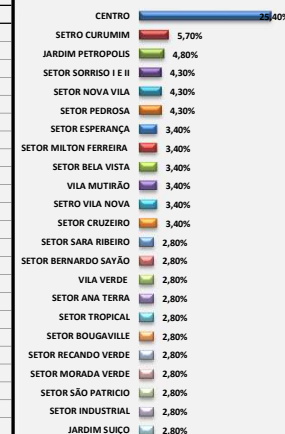 CENTRO 25,40%
SETRO CURUMIM 5,70%
JARDIM PETROPOLIS 4,80%
SETOR SORRISO I E II 4,30%
SETOR NOVA VILA 4,30%
SETOR PEDROSA 4,30%
SETOR ESPERANÇA 3,40%
SETOR MILTON FERREIRA 3,40%
SETOR BELA VISTA 3,40%
VILA MUTIRÃO 3,40%
SETRO VILA NOVA 3,40%
SETOR CRUZEIRO 3,40%
SETOR SARA RIBEIRO 2,80%
SETOR BERNARDO SAYÃO 2,80%
VILA VERDE 2,80%
SETOR ANA TERRA 2,80%
SETOR TROPICAL 2,80%
SETOR BOUGAVILLE 2,80%
SETOR RECANDO VERDE 2,80%
SETOR MORADA VERDE 2,80%
SETOR SÃO PATRICIO 2,80%
SETOR INDUSTRIAL 2,80%
JARDIM SUIÇO 2,80%